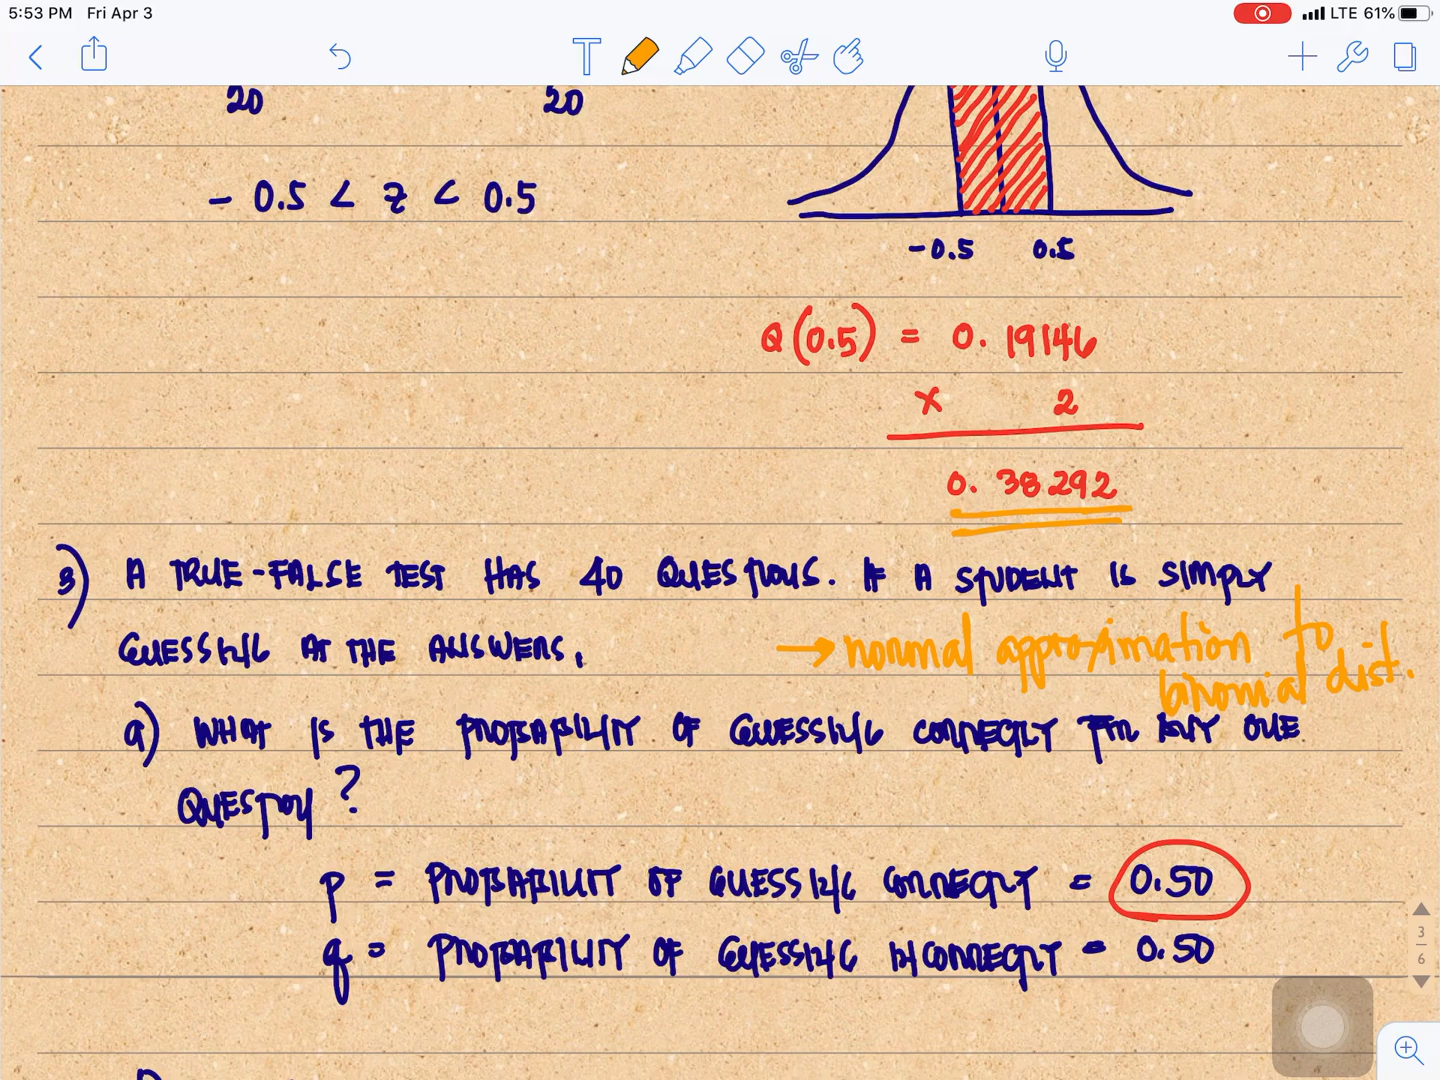 5:53 PM Fri Apr 3
LTE 61%
T
20 20
- 0.5 < z < 0.5
-0.5 0.5
Q(0.5) = 0.19146
x 2
0.38292
3) A TRUE-FALSE TEST HAS 40 QUESTIONS. IF A STUDENT IS SIMPLY
GUESSING AT THE ANSWERS,
→ normal approximation to
binomial dist.
a) WHAT IS THE PROBABILITY OF GUESSING CORRECTLY FOR ANY ONE
QUESTION?
p = PROBABILITY OF GUESSING CORRECTLY = 0.50
q = PROBABILITY OF GUESSING INCORRECTLY = 0.50
3
6